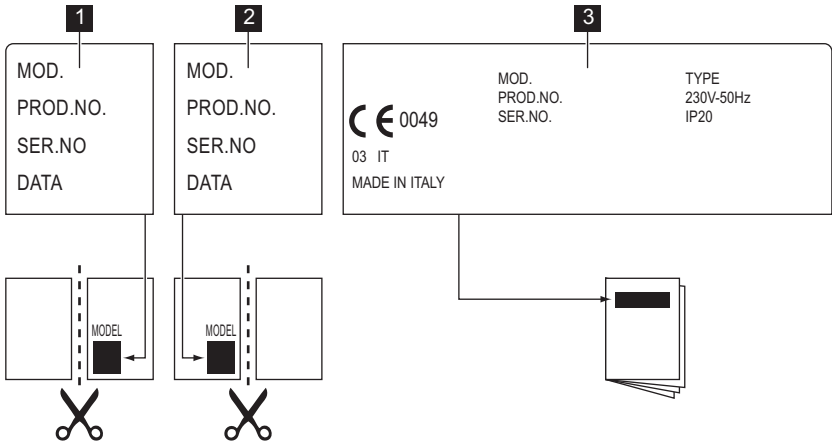 1
2
3
MOD.
PROD.NO.
SER.NO
DATA
MOD.
PROD.NO.
SER.NO
DATA
CE 0049
03 IT
MADE IN ITALY
MOD.
PROD.NO.
SER.NO.
TYPE
230V-50Hz
IP20
MODEL
MODEL